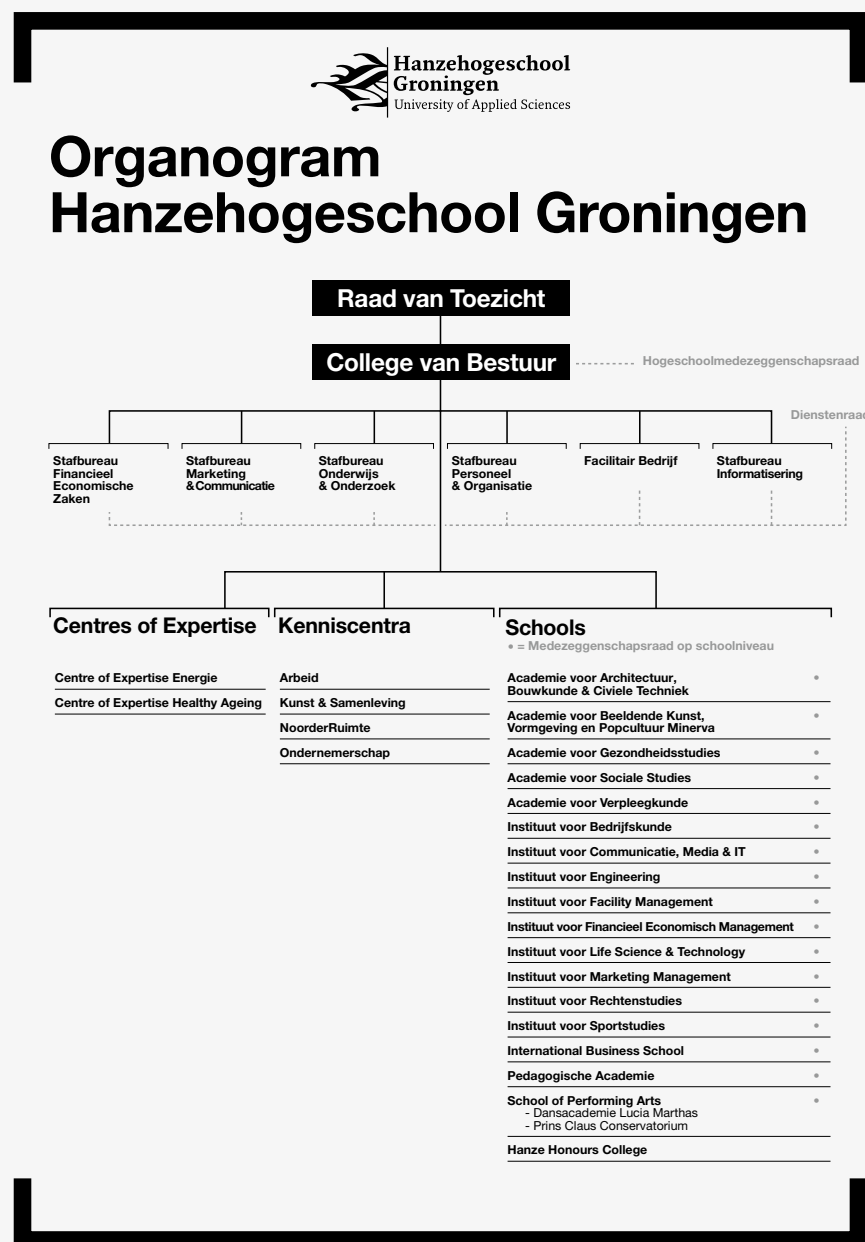 Hanzehogeschool
Groningen
University of Applied Sciences
Organogram
Hanzehogeschool Groningen
Raad van Toezicht
College van Bestuur
Hogeschoolmedezeggenschapsraad
Dienstenraad
Stafbureau
Financieel
Economische
Zaken
Stafbureau
Marketing
& Communicatie
Stafbureau
Onderwijs
& Onderzoek
Stafbureau
Personeel
& Organisatie
Facilitair Bedrijf
Stafbureau
Informatisering
Centres of Expertise
Centre of Expertise Energie
Centre of Expertise Healthy Ageing
Kenniscentra
Arbeid
Kunst & Samenleving
NoorderRuimte
Ondernemerschap
Schools
• = Medezeggenschapsraad op schoolniveau
Academie voor Architectuur, •
Bouwkunde & Civiele Techniek
Academie voor Beeldende Kunst, •
Vormgeving en Popcultuur Minerva
Academie voor Gezondheidsstudies •
Academie voor Sociale Studies •
Academie voor Verpleegkunde •
Instituut voor Bedrijfskunde •
Instituut voor Communicatie, Media & IT •
Instituut voor Engineering •
Instituut voor Facility Management •
Instituut voor Financieel Economisch Management •
Instituut voor Life Science & Technology •
Instituut voor Marketing Management •
Instituut voor Rechtenstudies •
Instituut voor Sportstudies •
International Business School •
Pedagogische Academie •
School of Performing Arts •
- Dansacademie Lucia Marthas
- Prins Claus Conservatorium
Hanze Honours College